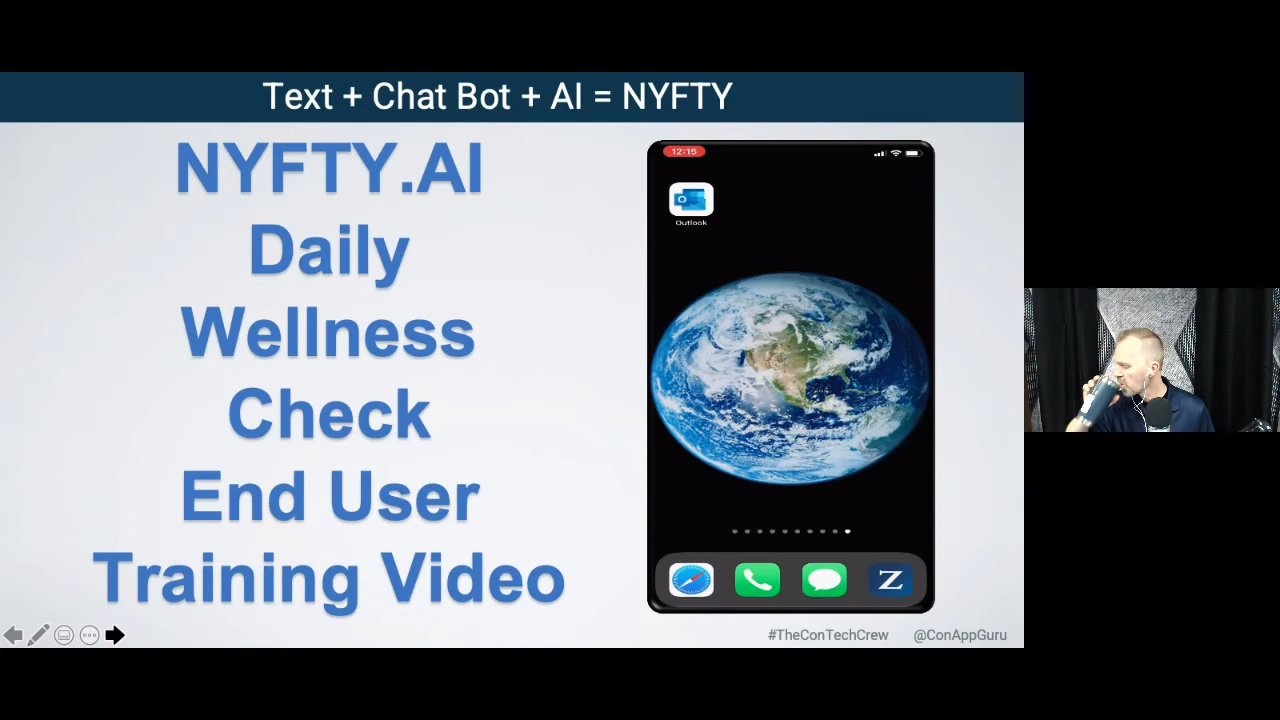 Text + Chat Bot + AI = NYFTY
NYFTY.AI
Daily
Wellness
Check
End User
Training Video
12:15
Outlook
Z
#TheConTechCrew @ConAppGuru